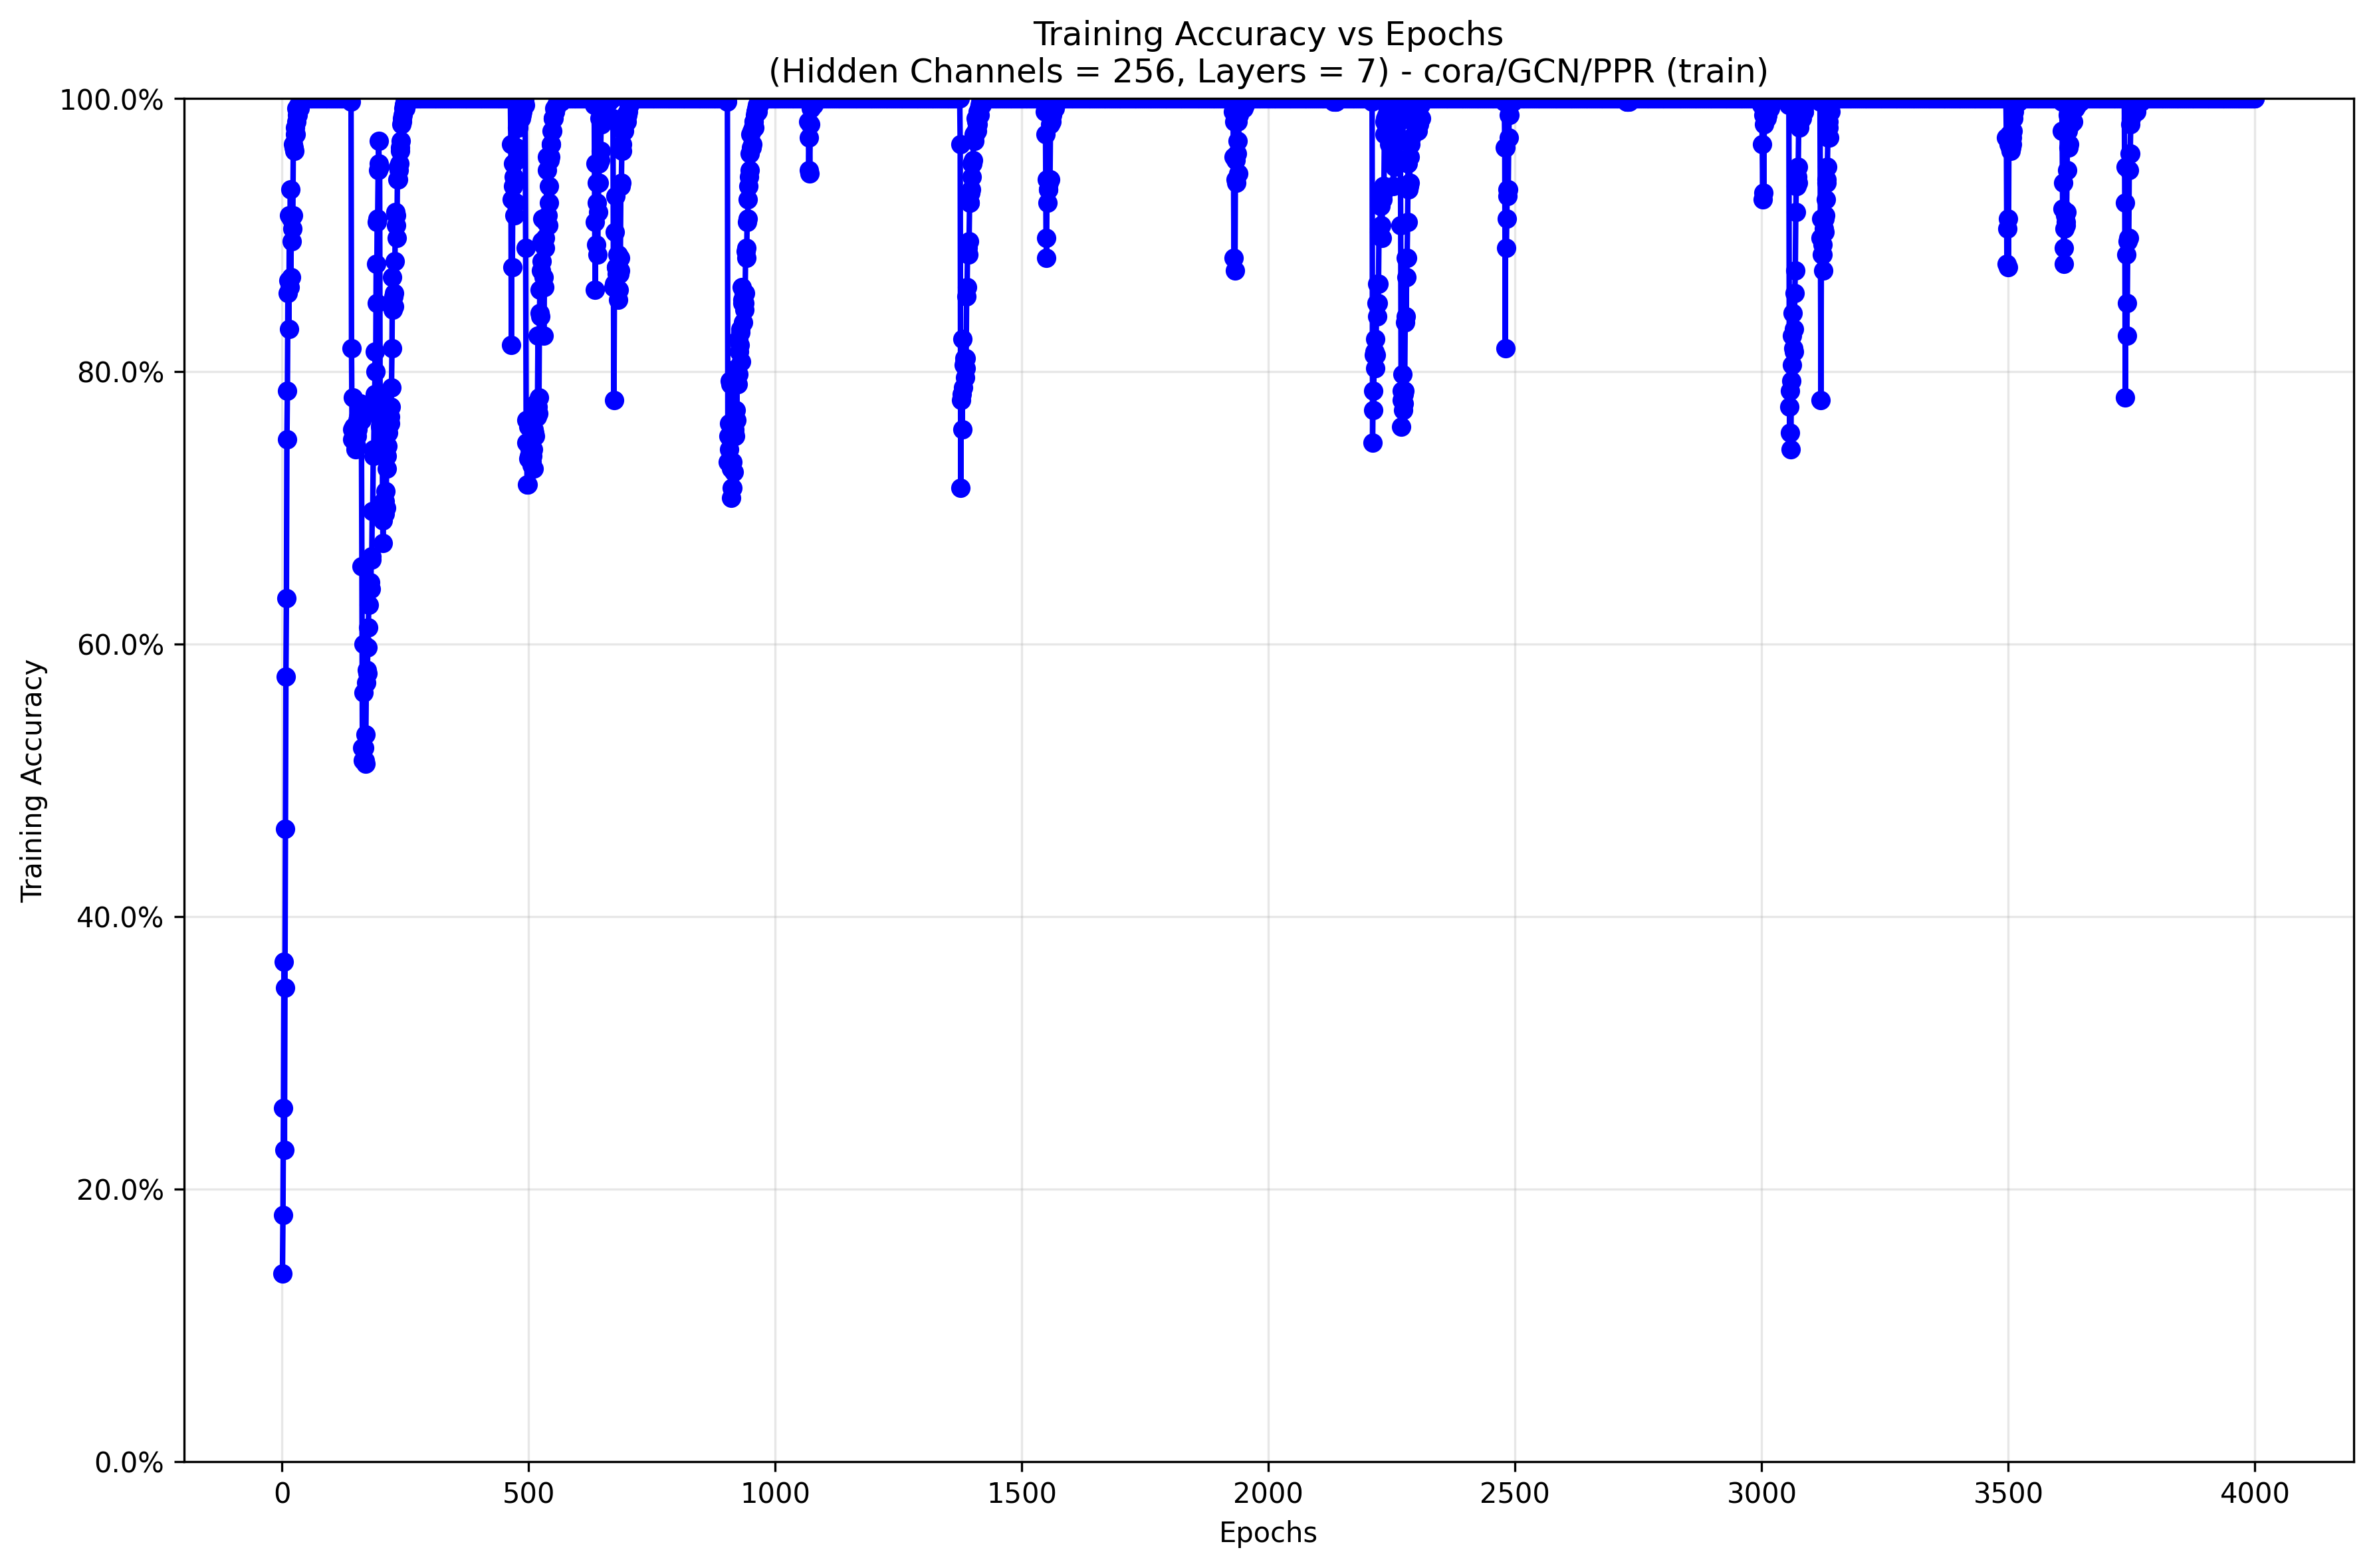 Training Accuracy vs Epochs
(Hidden Channels = 256, Layers = 7) - cora/GCN/PPR (train)
100.0%
80.0%
60.0%
40.0%
20.0%
0.0%
Training Accuracy
0 500 1000 1500 2000 2500 3000 3500 4000
Epochs